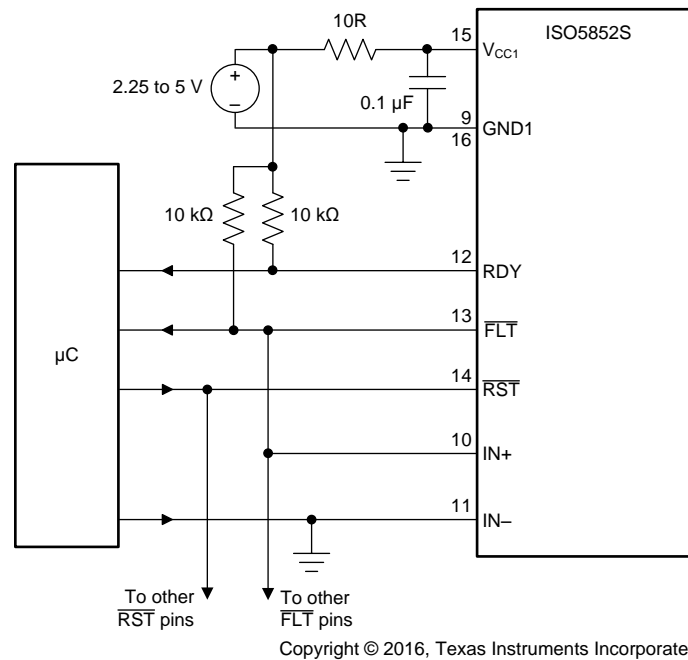 10R
15
ISO5852S
VCC1
2.25 to 5 V
+
–
0.1 µF
9
16
GND1
10 kΩ
10 kΩ
12
RDY
13
FLT
µC
14
RST
10
IN+
11
IN–
To other
RST pins
To other
FLT pins
Copyright © 2016, Texas Instruments Incorporate